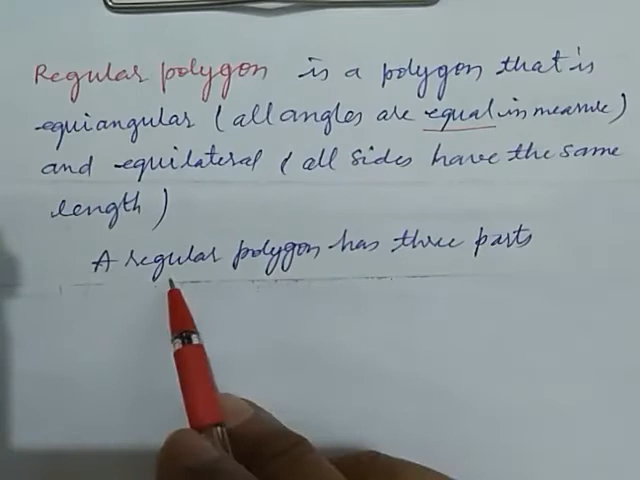 Regular polygon is a polygon that is
equiangular (all angles are equal in measure)
and equilateral (all sides have the same
length)
A regular polygon has three parts